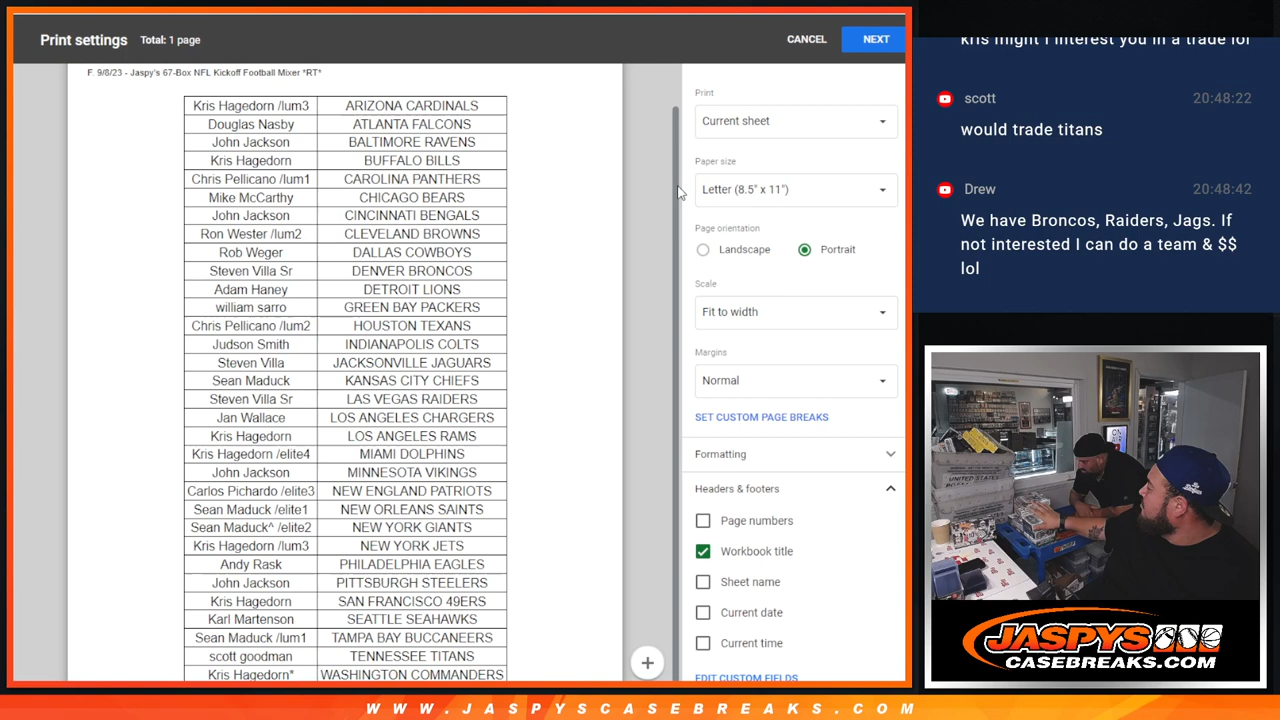 Print settings Total: 1 page CANCEL NEXT
F. 9/8/23 - Jaspy's 67-Box NFL Kickoff Football Mixer *RT*
Kris Hagedorn /lum3 ARIZONA CARDINALS
Douglas Nasby ATLANTA FALCONS
John Jackson BALTIMORE RAVENS
Kris Hagedorn BUFFALO BILLS
Chris Pellicano /lum1 CAROLINA PANTHERS
Mike McCarthy CHICAGO BEARS
John Jackson CINCINNATI BENGALS
Ron Wester /lum2 CLEVELAND BROWNS
Rob Weger DALLAS COWBOYS
Steven Villa Sr DENVER BRONCOS
Adam Haney DETROIT LIONS
william sarro GREEN BAY PACKERS
Chris Pellicano /lum2 HOUSTON TEXANS
Judson Smith INDIANAPOLIS COLTS
Steven Villa JACKSONVILLE JAGUARS
Sean Maduck KANSAS CITY CHIEFS
Steven Villa Sr LAS VEGAS RAIDERS
Jan Wallace LOS ANGELES CHARGERS
Kris Hagedorn LOS ANGELES RAMS
Kris Hagedorn /elite4 MIAMI DOLPHINS
John Jackson MINNESOTA VIKINGS
Carlos Pichardo /elite3 NEW ENGLAND PATRIOTS
Sean Maduck /elite1 NEW ORLEANS SAINTS
Sean Maduck^ /elite2 NEW YORK GIANTS
Kris Hagedorn /lum3 NEW YORK JETS
Andy Rask PHILADELPHIA EAGLES
John Jackson PITTSBURGH STEELERS
Kris Hagedorn SAN FRANCISCO 49ERS
Karl Martenson SEATTLE SEAHAWKS
Sean Maduck /lum1 TAMPA BAY BUCCANEERS
scott goodman TENNESSEE TITANS
Kris Hagedorn* WASHINGTON COMMANDERS
Print
Current sheet
Paper size
Letter (8.5" x 11")
Page orientation
Landscape Portrait
Scale
Fit to width
Margins
Normal
SET CUSTOM PAGE BREAKS
Formatting
Headers & footers
Page numbers
Workbook title
Sheet name
Current date
Current time
EDIT CUSTOM FIELDS
kris might I interest you in a trade lol
scott 20:48:22
would trade titans
Drew 20:48:42
We have Broncos, Raiders, Jags. If
not interested I can do a team & $$
lol
UNITED STATES
JASPYS
CASEBREAKS.COM
WWW.JASPYSCASEBREAKS.COM